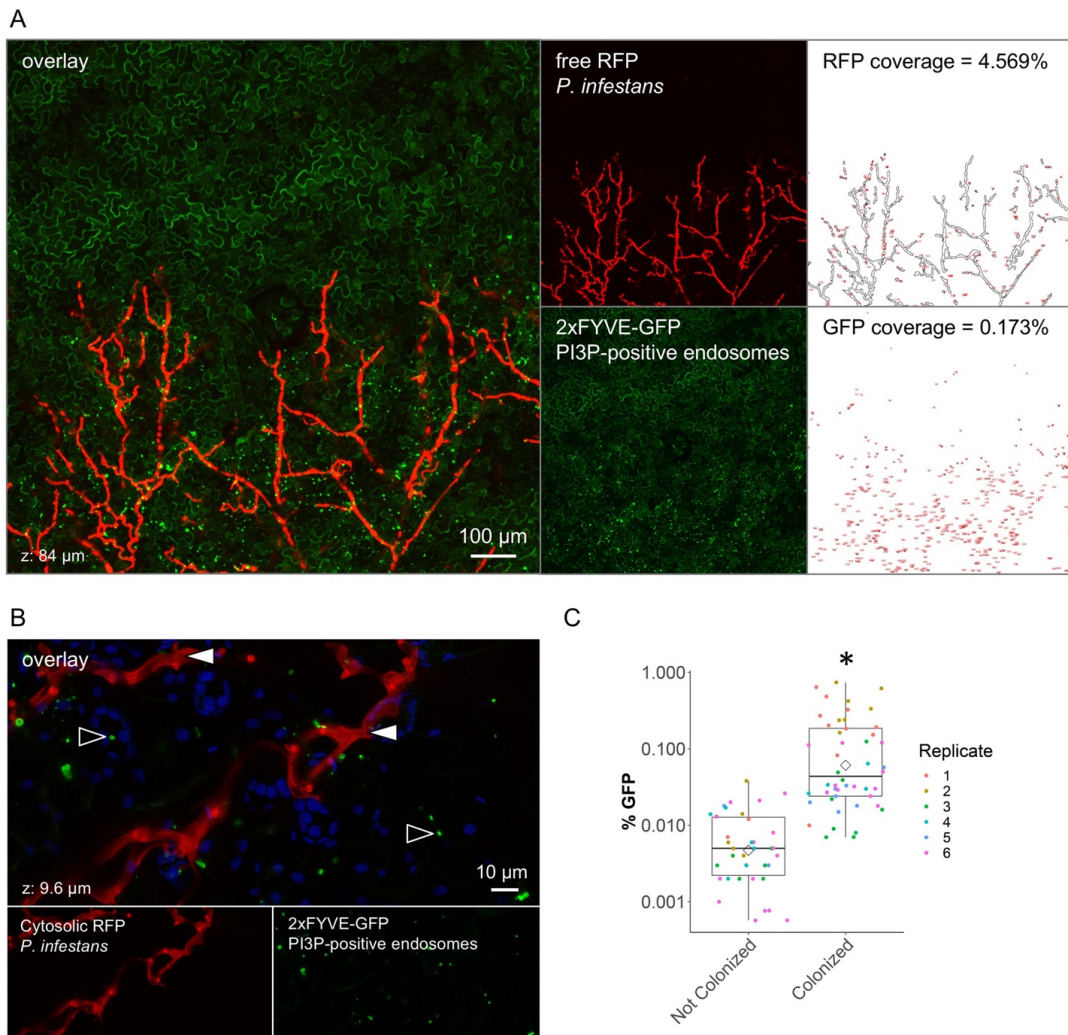 A
overlay
z: 84 µm
100 µm
free RFP
P. infestans
RFP coverage = 4.569%
2xFYVE-GFP
PI3P-positive endosomes
GFP coverage = 0.173%
B
overlay
z: 9.6 µm
10 µm
Cytosolic RFP
P. infestans
2xFYVE-GFP
PI3P-positive endosomes
C
*
1.000
0.100
0.010
0.001
% GFP
Not Colonized
Colonized
Replicate
1
2
3
4
5
6